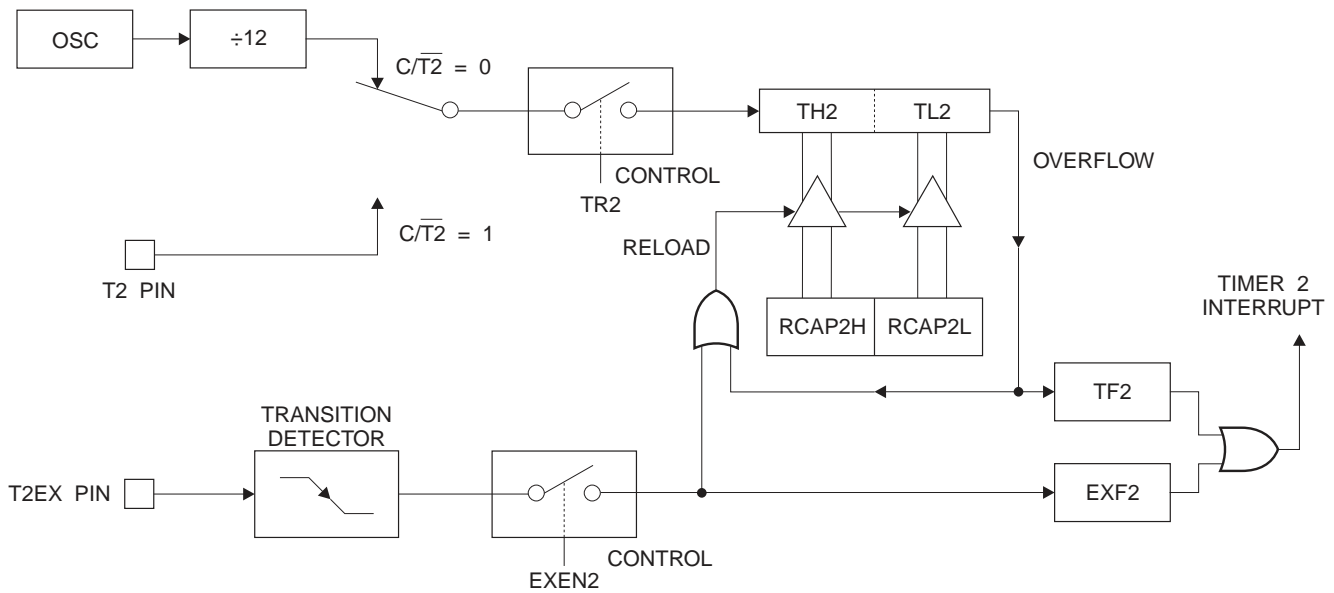 OSC
÷12
C/T2̅ = 0
TH2
TL2
OVERFLOW
CONTROL
TR2
C/T2̅ = 1
RELOAD
T2 PIN
TIMER 2
INTERRUPT
RCAP2H
RCAP2L
TF2
TRANSITION
DETECTOR
T2EX PIN
EXF2
CONTROL
EXEN2